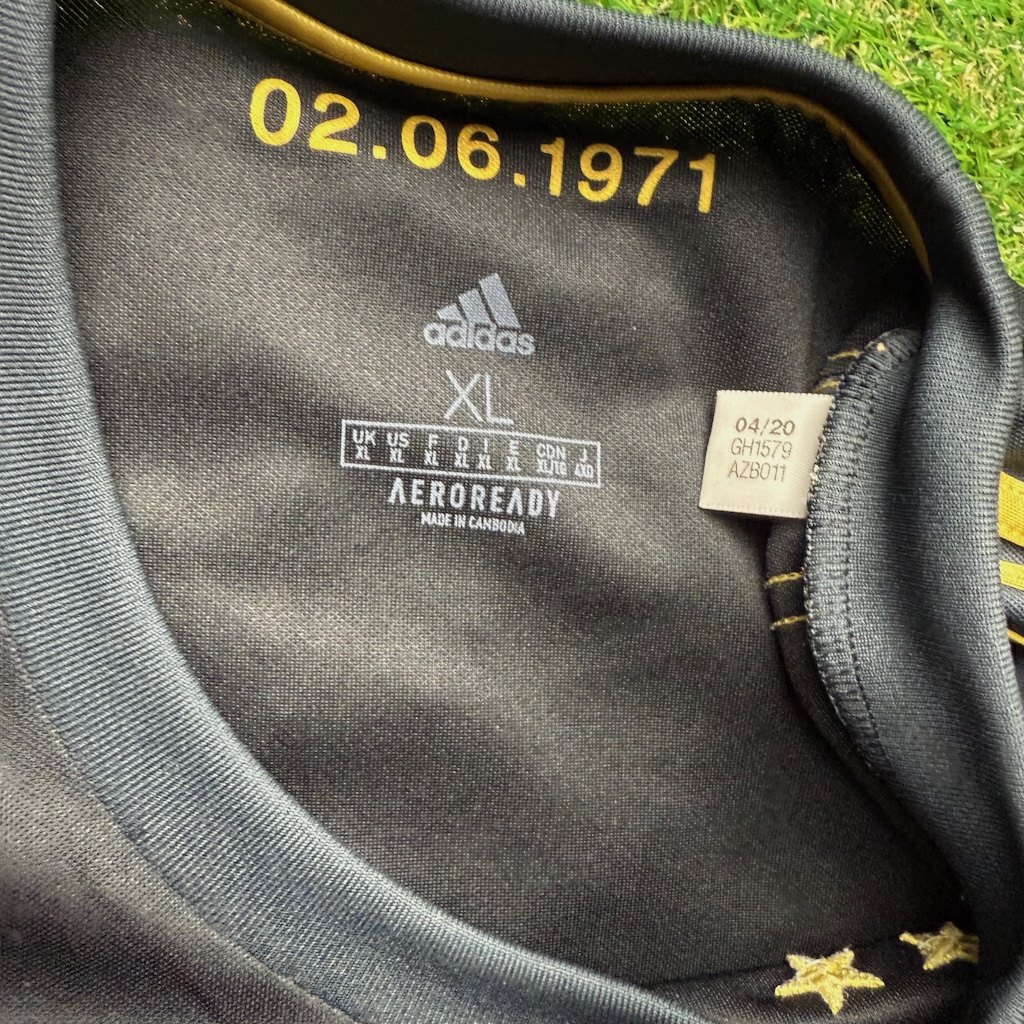 02.06.1971
adidas
XL
UK US F D I E CDN J
XL XL XL XL XL XL XL/TG 4XO
AEROREADY
MADE IN CAMBODIA
04/20
GH1579
AZB011